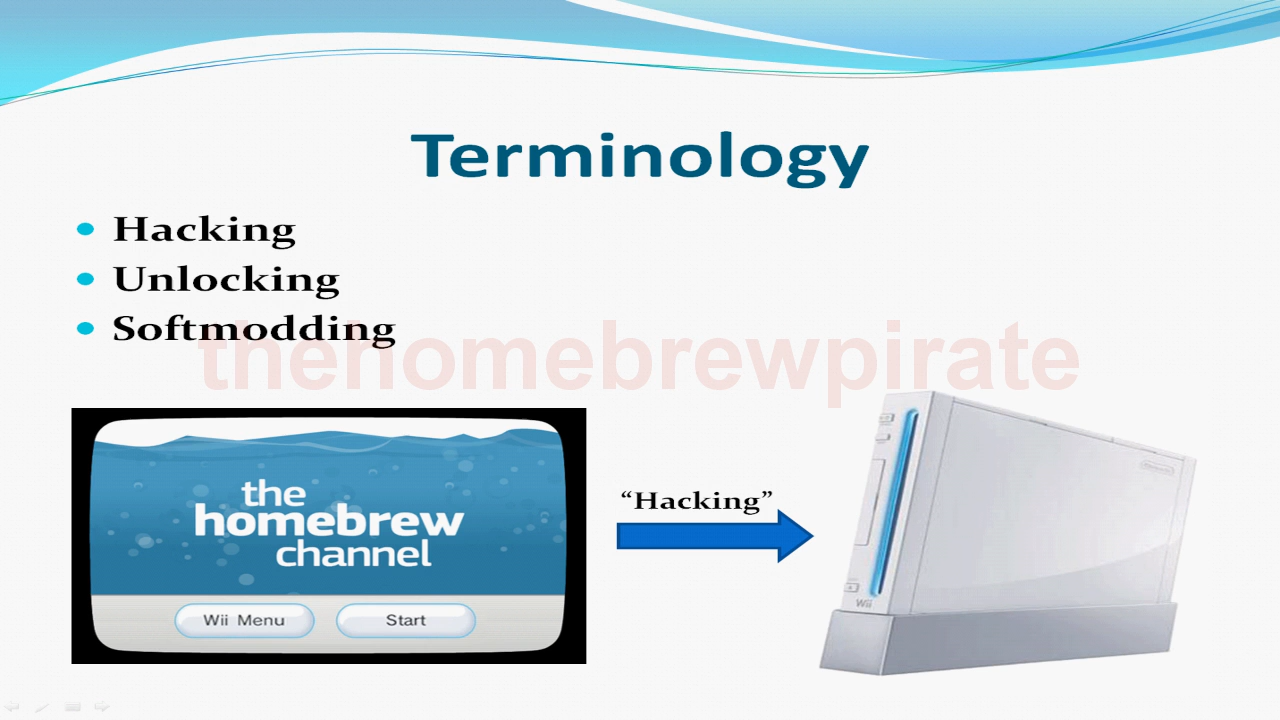 Terminology
Hacking
Unlocking
Softmodding
thehomebrewpirate
the
homebrew
channel
Wii Menu
Start
“Hacking”
Wii